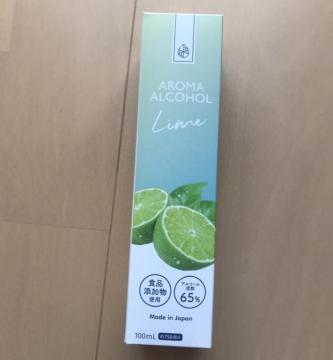 AROMA
ALCOHOL
Lime
食品
添加物
使用
アルコール
度数
65%
Made in Japan
100mL